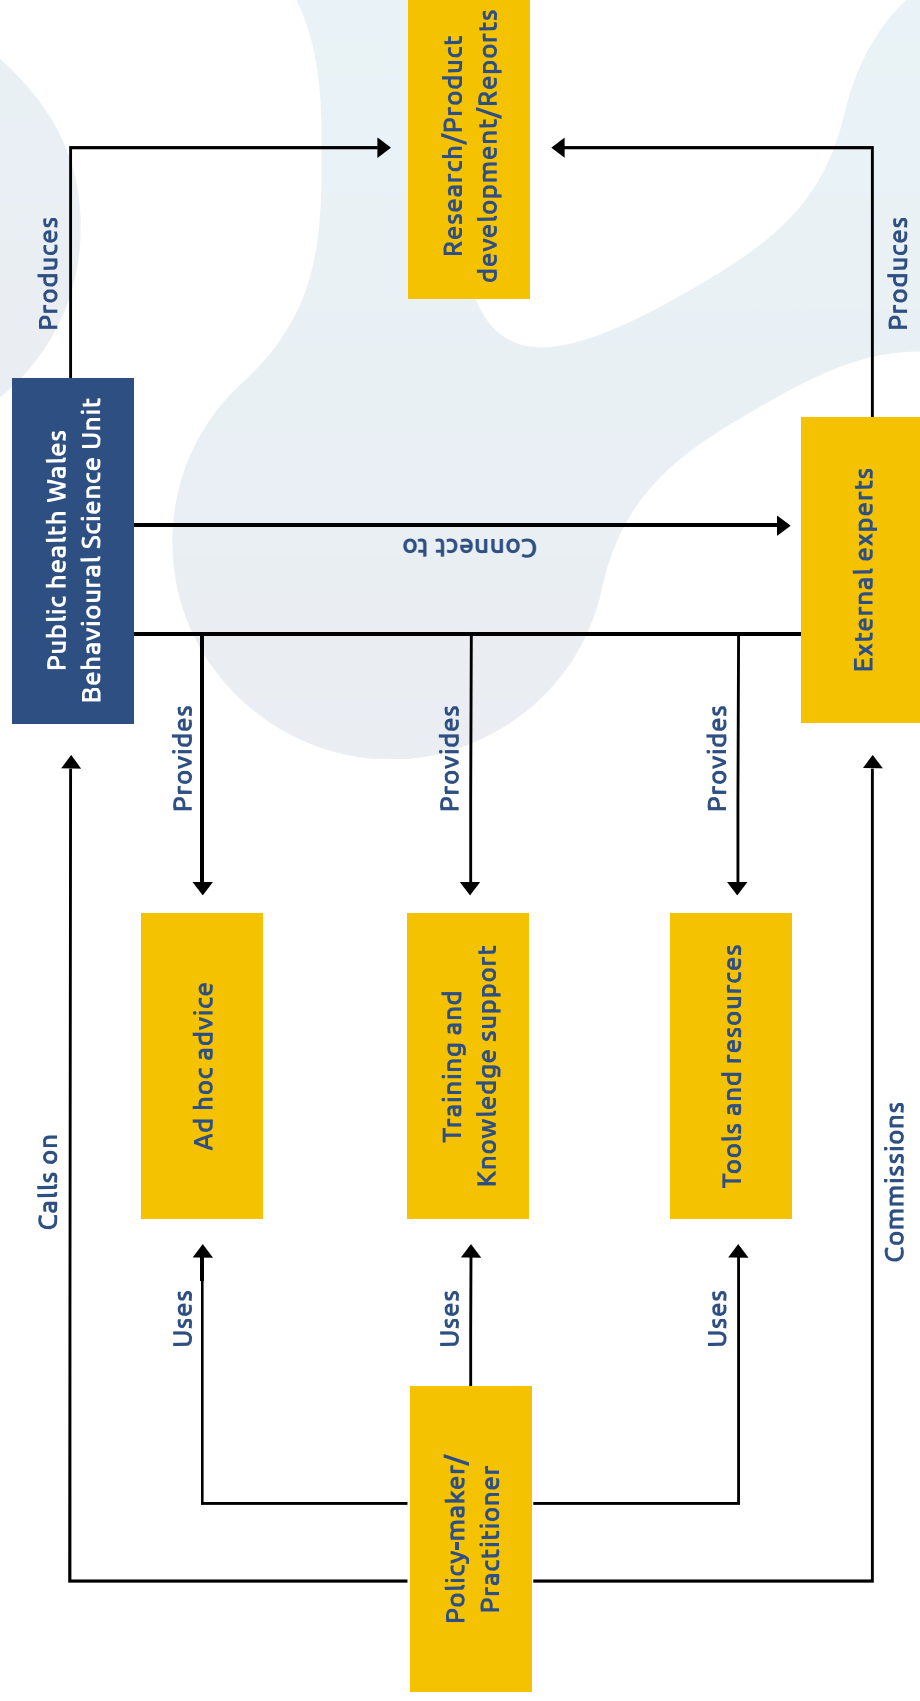 Calls on
Public health Wales
Behavioural Science Unit
Produces
Uses
Ad hoc advice
Provides
Policy-maker/
Practitioner
Uses
Training and
Knowledge support
Provides
Connect to
Research/Product
development/Reports
Uses
Tools and resources
Provides
Commissions
External experts
Produces